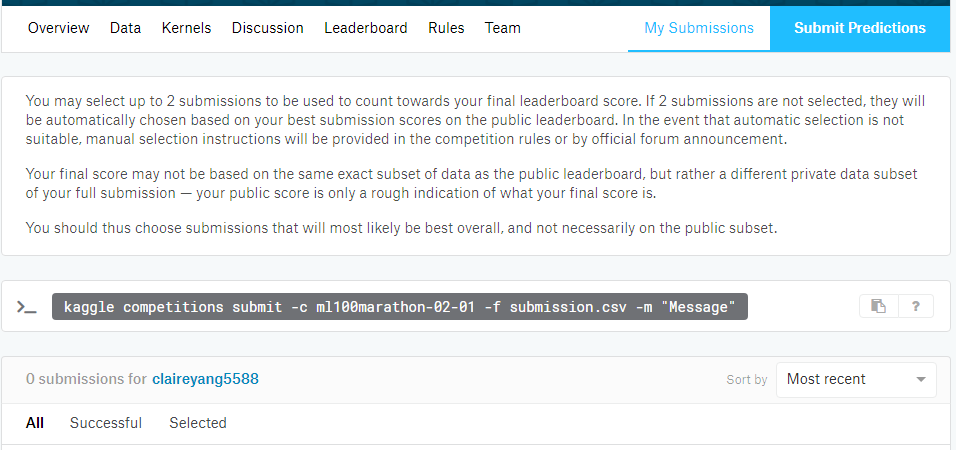 Overview Data Kernels Discussion Leaderboard Rules Team My Submissions Submit Predictions
You may select up to 2 submissions to be used to count towards your final leaderboard score. If 2 submissions are not selected, they will
be automatically chosen based on your best submission scores on the public leaderboard. In the event that automatic selection is not
suitable, manual selection instructions will be provided in the competition rules or by official forum announcement.
Your final score may not be based on the same exact subset of data as the public leaderboard, but rather a different private data subset
of your full submission — your public score is only a rough indication of what your final score is.
You should thus choose submissions that will most likely be best overall, and not necessarily on the public subset.
>_ kaggle competitions submit -c ml100marathon-02-01 -f submission.csv -m "Message" ?
0 submissions for claireyang5588 Sort by Most recent
All Successful Selected